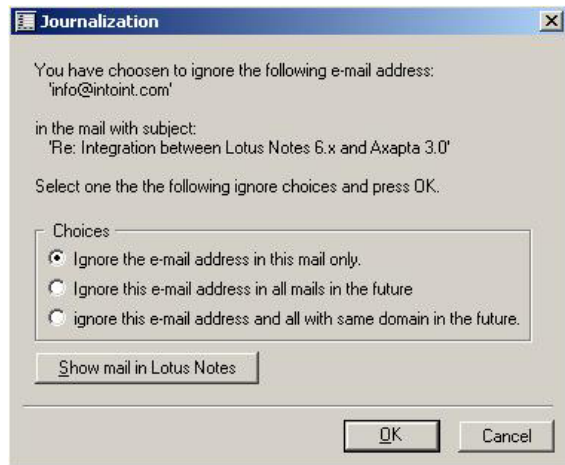 Journalization
You have choosen to ignore the following e-mail address:
'info@intoint.com'
in the mail with subject:
'Re: Integration between Lotus Notes 6.x and Axapta 3.0'
Select one the the following ignore choices and press OK.
Choices
Ignore the e-mail address in this mail only.
Ignore this e-mail address in all mails in the future
ignore this e-mail address and all with same domain in the future.
Show mail in Lotus Notes
OK
Cancel